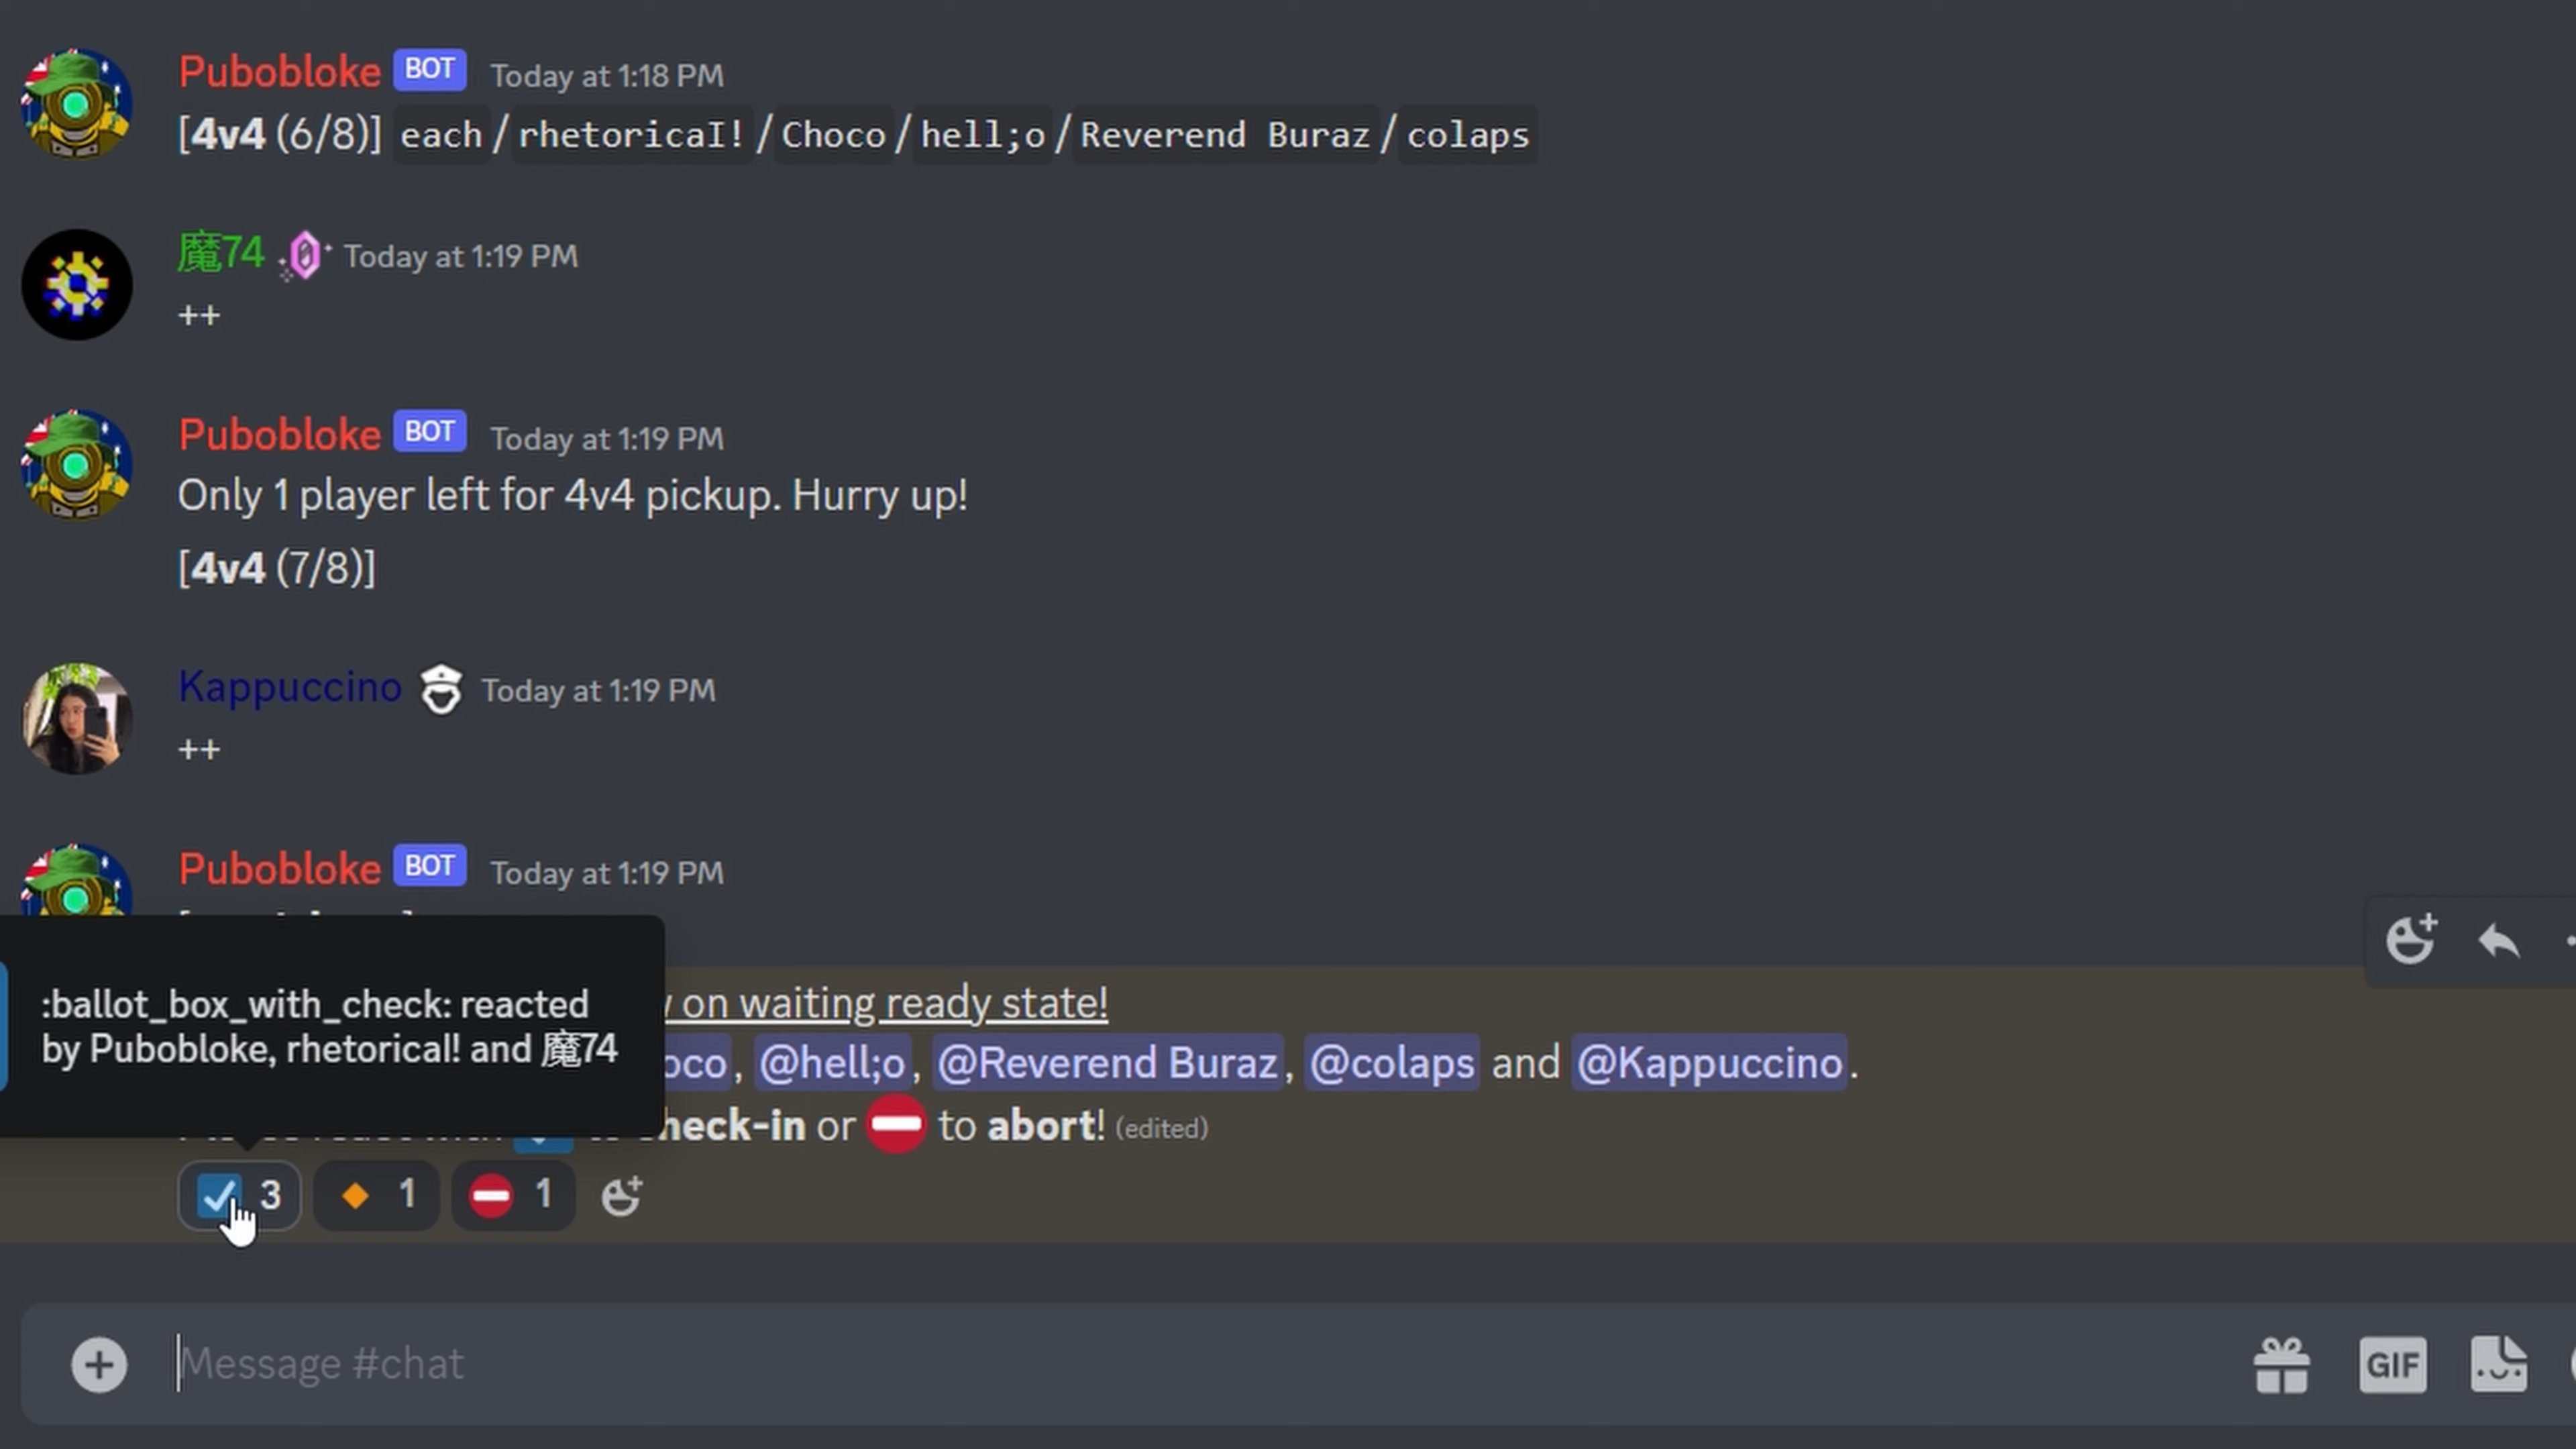 Pubobloke BOT Today at 1:18 PM
[4v4 (6/8)] each/rhetoricaI!/Choco/hell;o/Reverend Buraz/colaps
魔74 Today at 1:19 PM
++
Pubobloke BOT Today at 1:19 PM
Only 1 player left for 4v4 pickup. Hurry up!
[4v4 (7/8)]
Kappuccino Today at 1:19 PM
++
Pubobloke BOT Today at 1:19 PM
:ballot_box_with_check: reacted
by Pubobloke, rhetorical! and 魔74
on waiting ready state!
, @hell;o, @Reverend Buraz, @colaps and @Kappuccino.
or to abort! (edited)
3 1 1
Message #chat
GIF